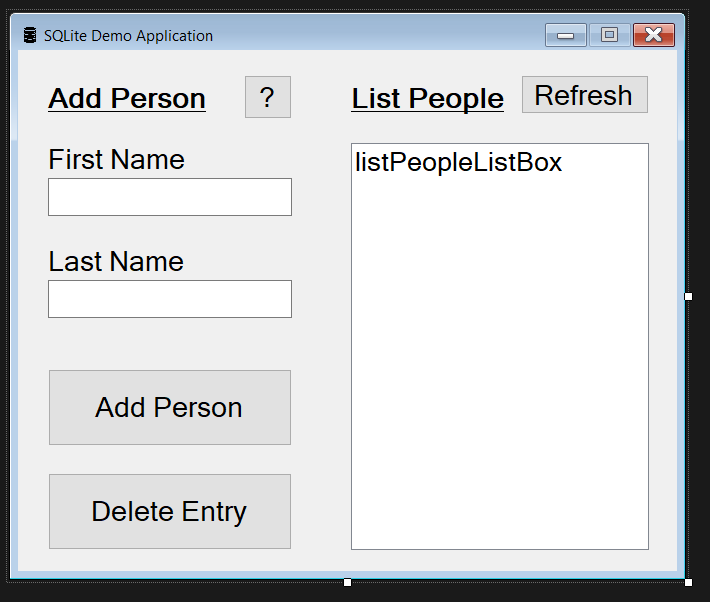 SQLite Demo Application
Add Person
?
List People
Refresh
First Name
listPeopleListBox
Last Name
Add Person
Delete Entry